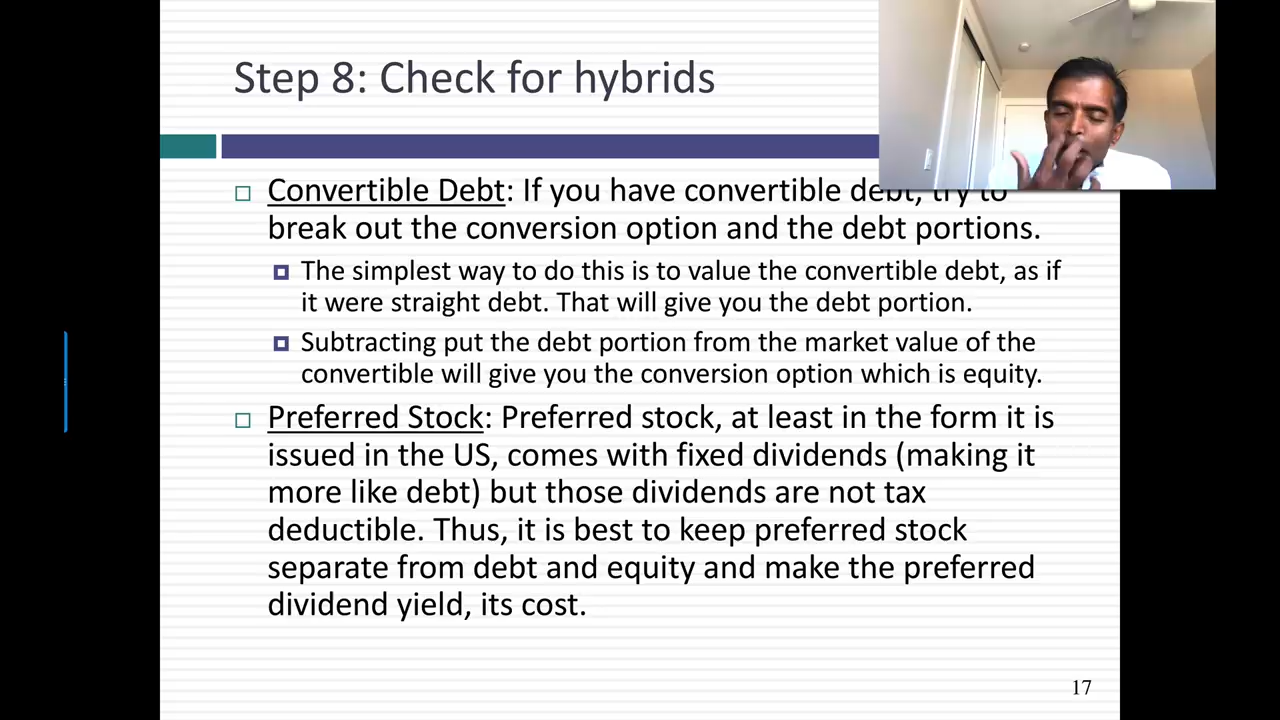 Step 8: Check for hybrids
Convertible Debt: If you have convertible debt, try to
break out the conversion option and the debt portions.
The simplest way to do this is to value the convertible debt, as if
it were straight debt. That will give you the debt portion.
Subtracting put the debt portion from the market value of the
convertible will give you the conversion option which is equity.
Preferred Stock: Preferred stock, at least in the form it is
issued in the US, comes with fixed dividends (making it
more like debt) but those dividends are not tax
deductible. Thus, it is best to keep preferred stock
separate from debt and equity and make the preferred
dividend yield, its cost.
17